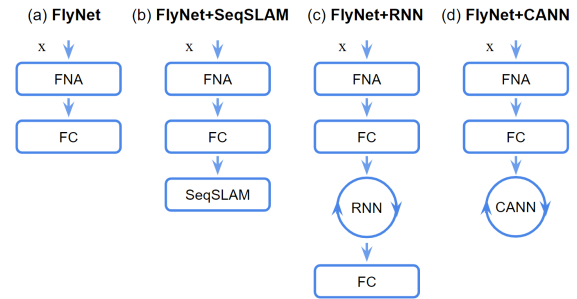 (a) FlyNet
(b) FlyNet+SeqSLAM
(c) FlyNet+RNN
(d) FlyNet+CANN
x
x
x
x
FNA
FNA
FNA
FNA
FC
FC
FC
FC
SeqSLAM
RNN
CANN
FC